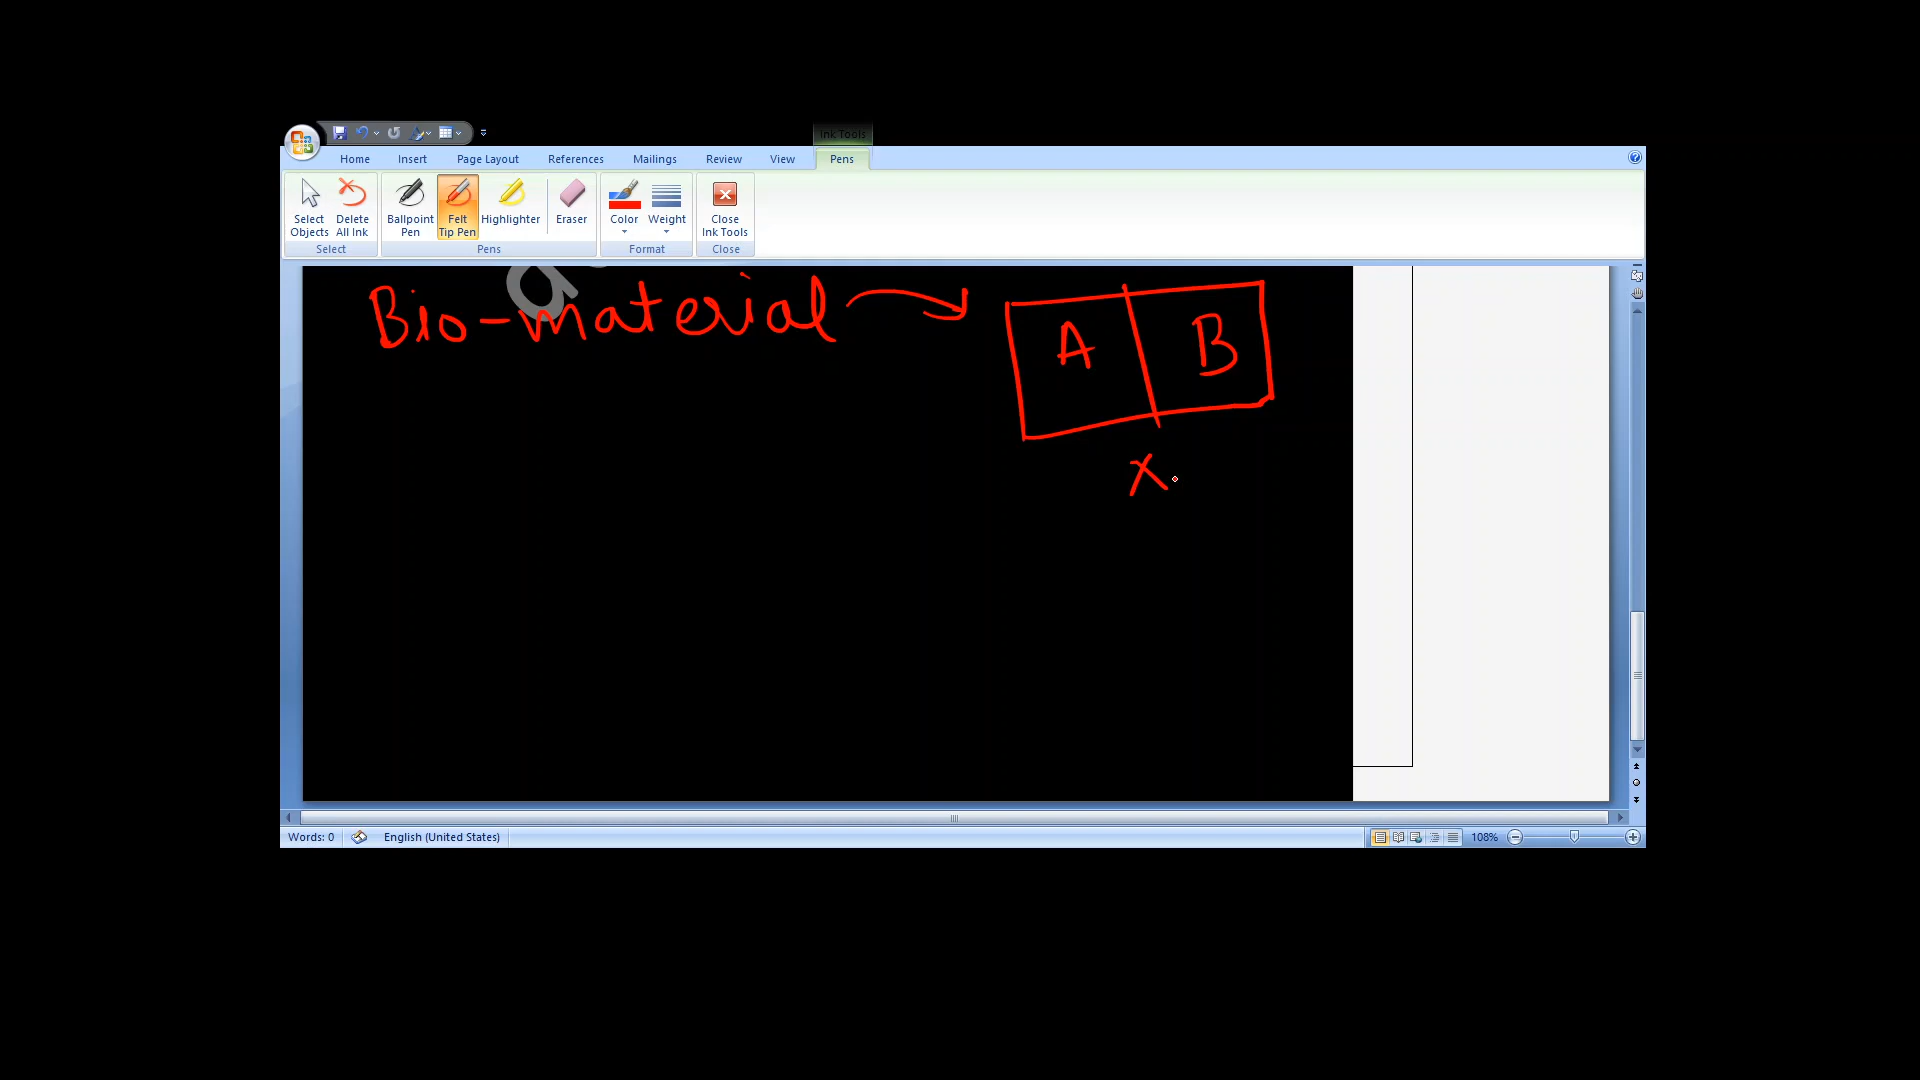 Ink Tools
Home Insert Page Layout References Mailings Review View Pens
Select Objects
Delete All Ink
Ballpoint Pen
Felt Tip Pen
Highlighter
Eraser
Color
Weight
Close Ink Tools
Select Pens Format Close
Bio-material
A B
X
Words: 0 English (United States) 108%